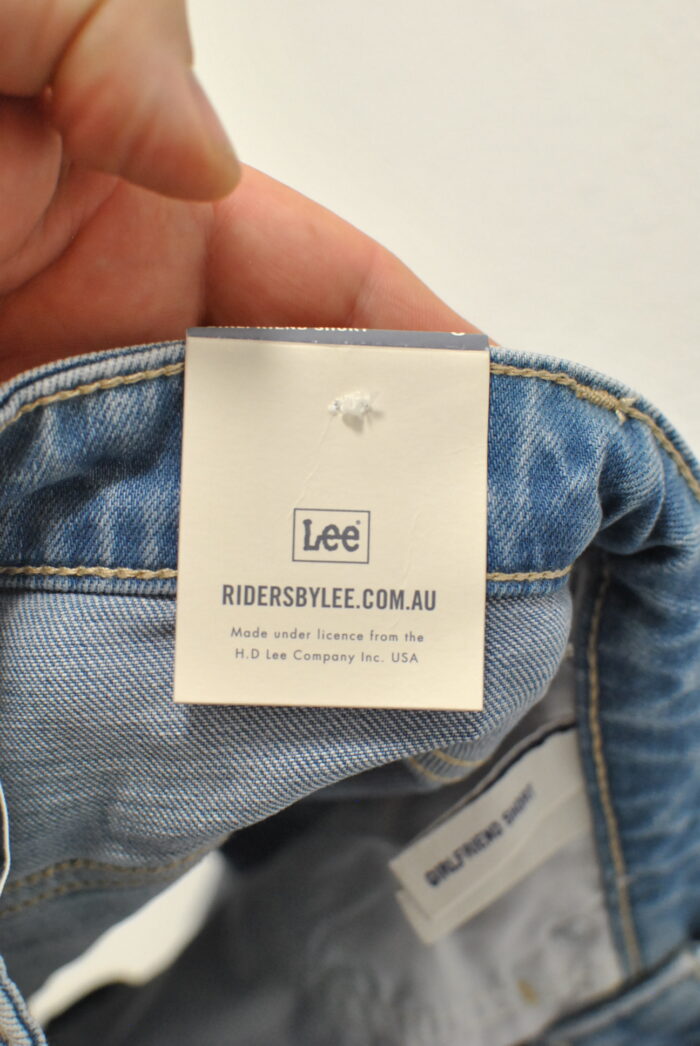 Lee
RIDERSBYLEE.COM.AU
Made under licence from the
H.D Lee Company Inc. USA
GIRLFRIEND SHORT